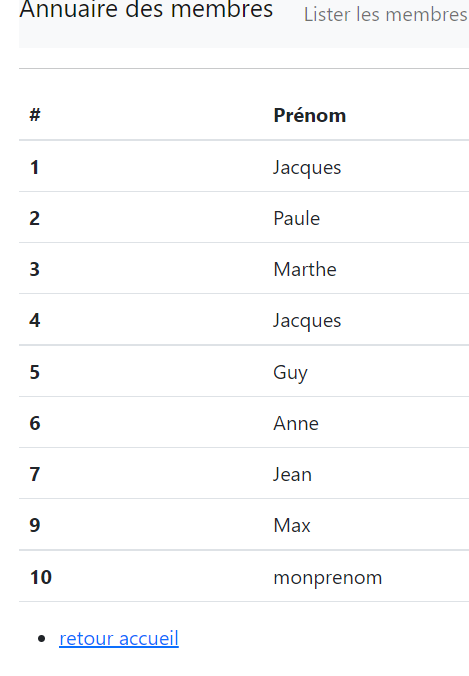 Annuaire des membres Lister les membres
# Prénom
1 Jacques
2 Paule
3 Marthe
4 Jacques
5 Guy
6 Anne
7 Jean
9 Max
10 monprenom
• retour accueil